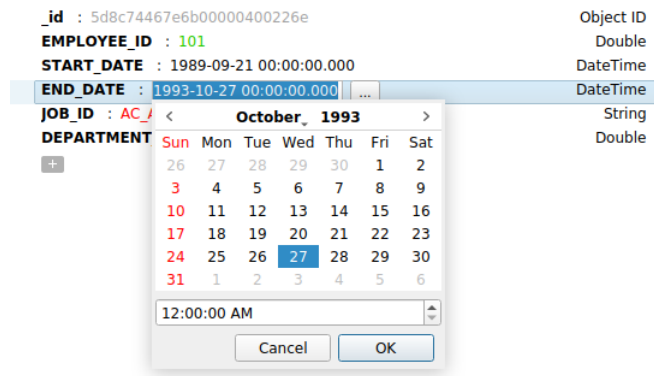 _id : 5d8c74467e6b00000400226e Object ID
EMPLOYEE_ID : 101 Double
START_DATE : 1989-09-21 00:00:00.000 DateTime
END_DATE : 1993-10-27 00:00:00.000 ... DateTime
JOB_ID : AC_A String
DEPARTMENT Double
+
< October 1993 >
Sun Mon Tue Wed Thu Fri Sat
26 27 28 29 30 1 2
3 4 5 6 7 8 9
10 11 12 13 14 15 16
17 18 19 20 21 22 23
24 25 26 27 28 29 30
31 1 2 3 4 5 6
12:00:00 AM
Cancel OK